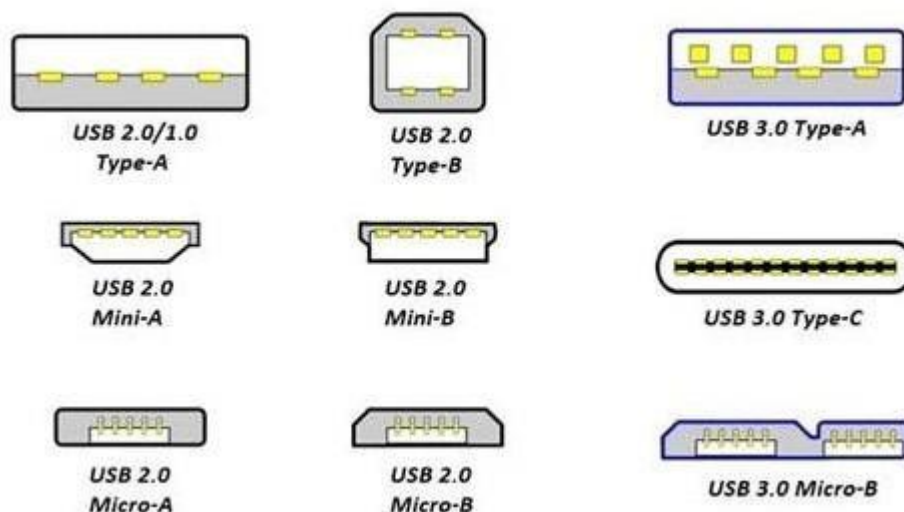 USB 2.0/1.0
Type-A
USB 2.0
Type-B
USB 3.0 Type-A
USB 2.0
Mini-A
USB 2.0
Mini-B
USB 3.0 Type-C
USB 2.0
Micro-A
USB 2.0
Micro-B
USB 3.0 Micro-B